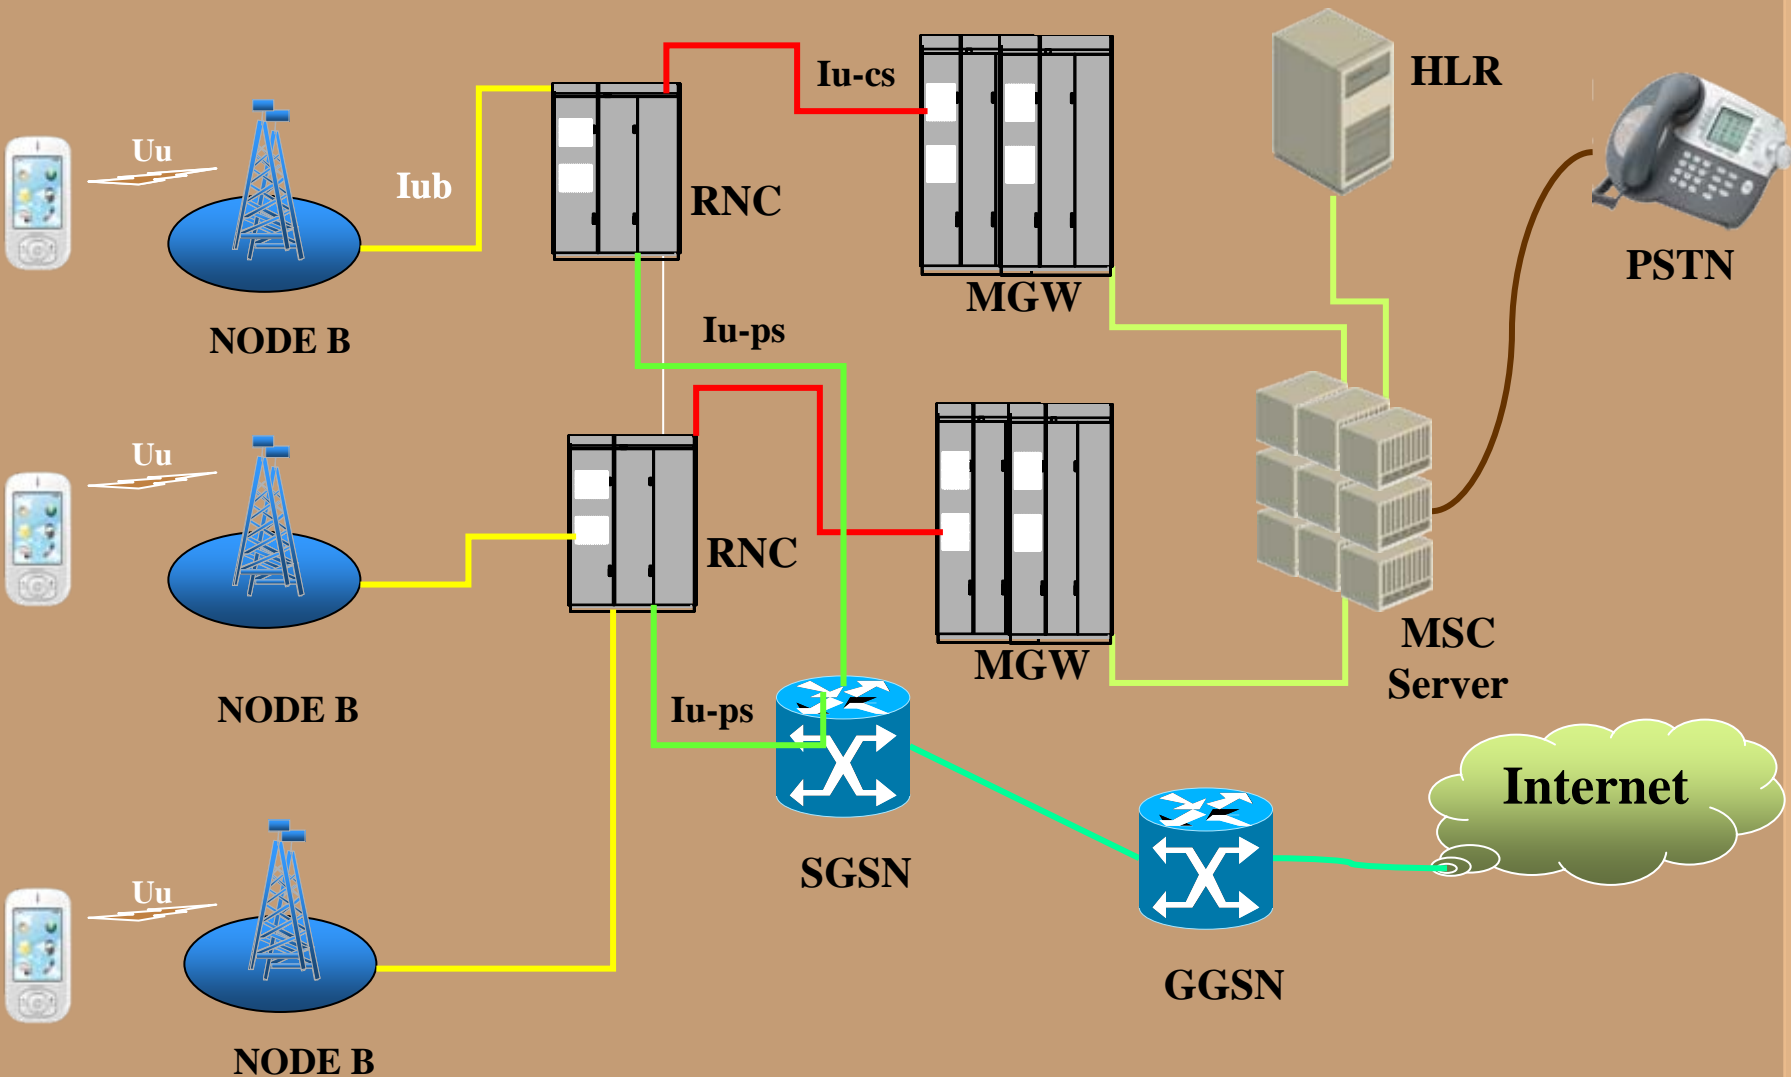 Iu-cs
HLR
Uu
Iub
RNC
PSTN
MGW
NODE B
Iu-ps
Uu
RNC
MSC
Server
MGW
NODE B
Iu-ps
Internet
SGSN
Uu
GGSN
NODE B